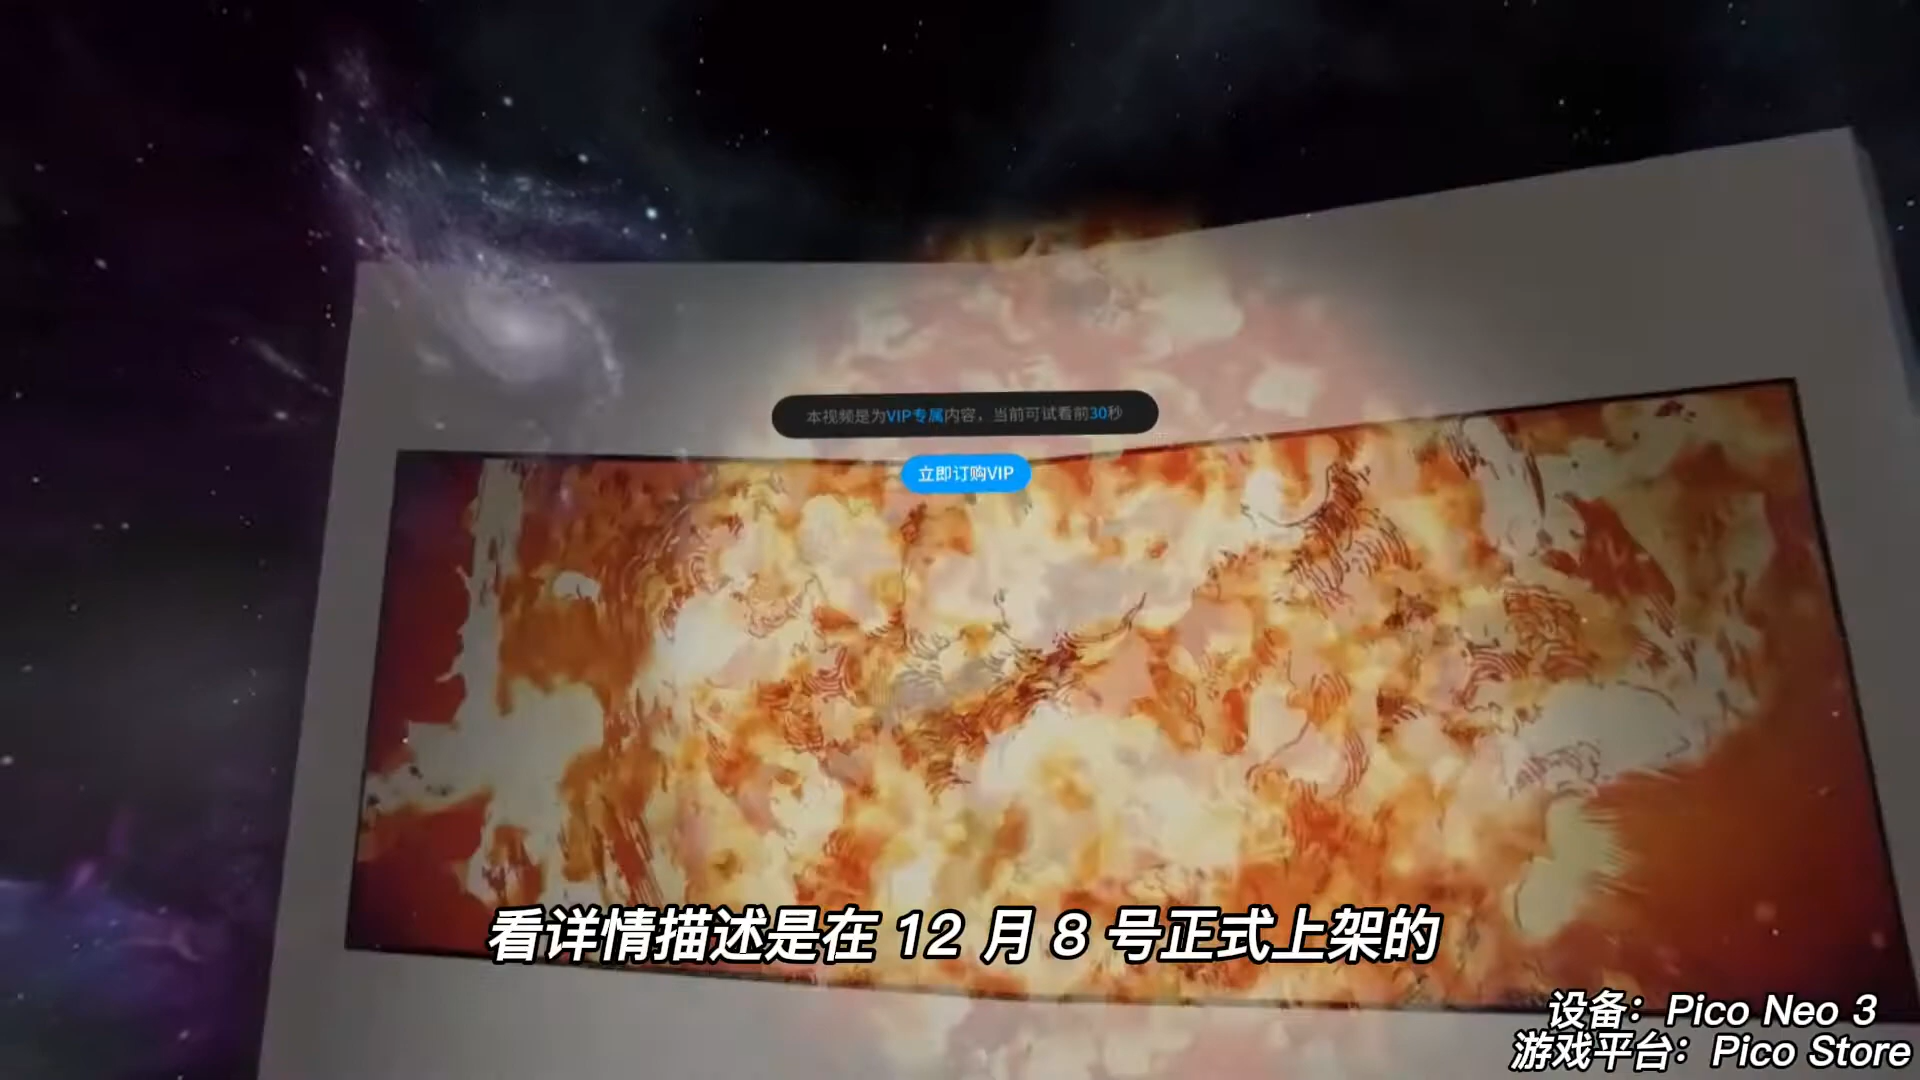 本视频是为VIP专属内容，当前可试看前30秒
立即订购VIP
看详情描述是在 12 月 8 号正式上架的
设备：Pico Neo 3
游戏平台：Pico Store